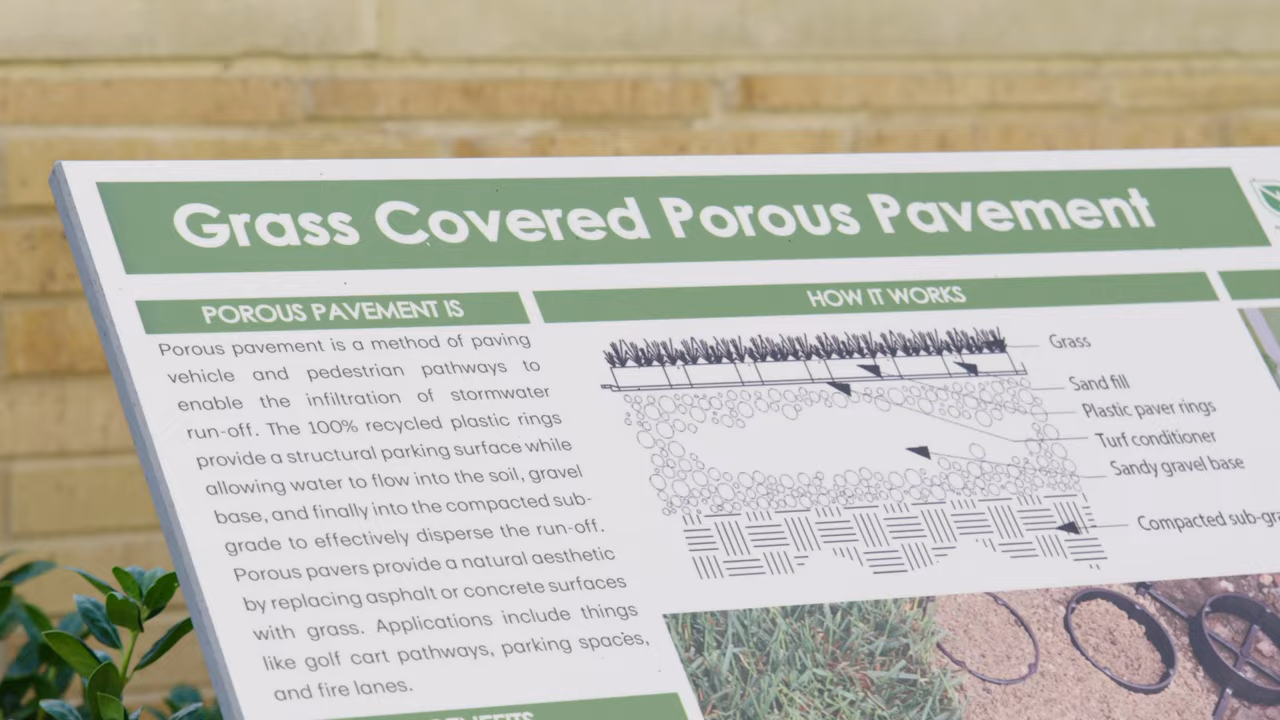 Grass Covered Porous Pavement
POROUS PAVEMENT IS
Porous pavement is a method of paving
vehicle and pedestrian pathways to
enable the infiltration of stormwater
run-off. The 100% recycled plastic rings
provide a structural parking surface while
allowing water to flow into the soil, gravel
base, and finally into the compacted sub-
grade to effectively disperse the run-off.
Porous pavers provide a natural aesthetic
by replacing asphalt or concrete surfaces
with grass. Applications include things
like golf cart pathways, parking spaces,
and fire lanes.
HOW IT WORKS
Grass
Sand fill
Plastic paver rings
Turf conditioner
Sandy gravel base
Compacted sub-gr